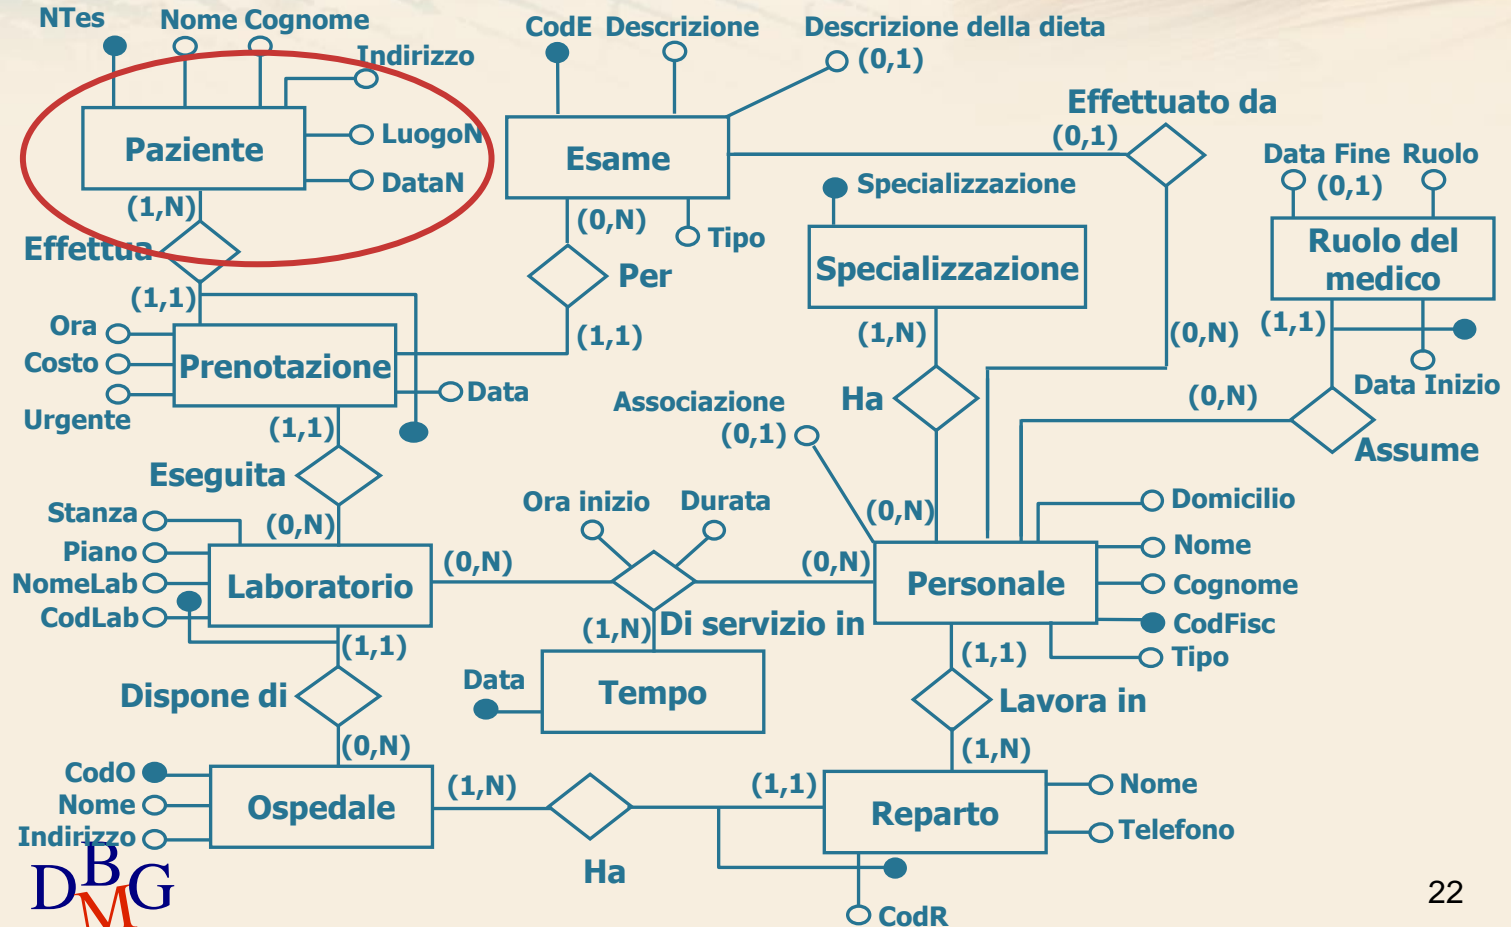 NTes
Nome Cognome
Indirizzo
Paziente
LuogoN
DataN
(1,N)
Effettua
(1,1)
CodE Descrizione
Descrizione della dieta
(0,1)
Esame
(0,N)
Tipo
Per
(1,1)
Effettuato da
(0,1)
(0,N)
Specializzazione
Specializzazione
(1,N)
Ha
(0,N)
Data Fine Ruolo
(0,1)
Ruolo del
medico
(1,1)
Data Inizio
(0,N)
Assume
Ora
Costo
Urgente
Prenotazione
Data
(1,1)
Eseguita
(0,N)
Associazione
(0,1)
Stanza
Piano
NomeLab
CodLab
Laboratorio
(0,N)
Ora inizio
Durata
(0,N)
Di servizio in
(1,N)
Data
Tempo
Personale
Domicilio
Nome
Cognome
CodFisc
Tipo
(1,1)
Lavora in
(1,N)
(1,1)
Dispone di
(0,N)
CodO
Nome
Indirizzo
Ospedale
(1,N)
Ha
(1,1)
Reparto
Nome
Telefono
CodR
DBMG
22